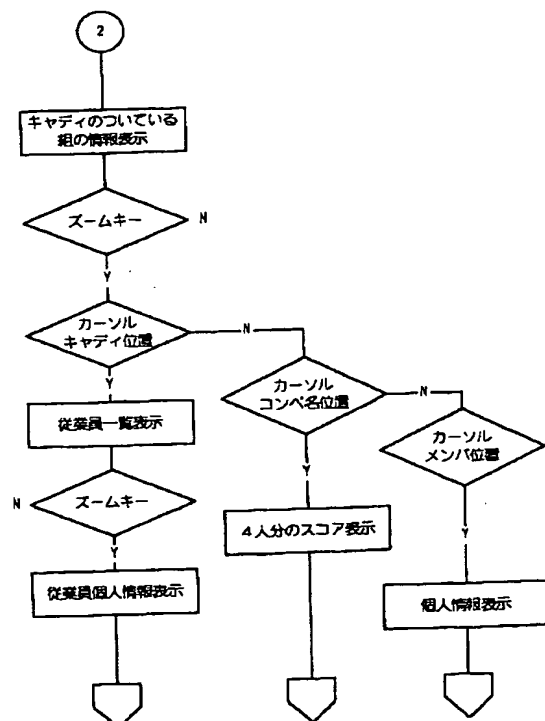 2
キャディのついている
組の情報表示
ズームキー
N
Y
カーソル
キャディ位置
N
Y
カーソル
コンペ名位置
N
Y
カーソル
メンバ位置
Y
従業員一覧表示
ズームキー
N
Y
4人分のスコア表示
従業員個人情報表示
個人情報表示